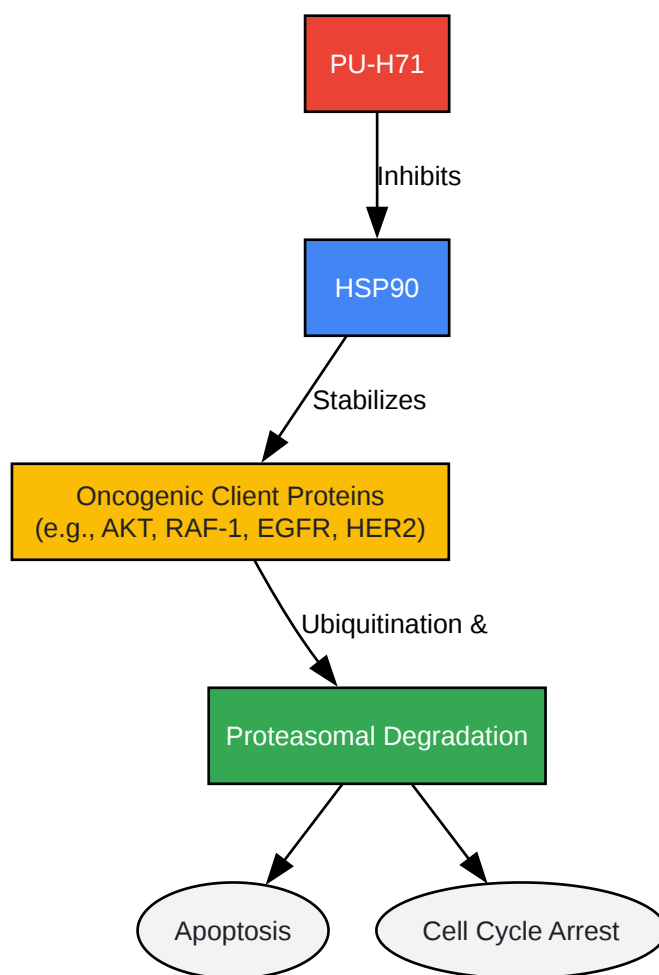 PU-H71
Inhibits
HSP90
Stabilizes
Oncogenic Client Proteins
(e.g., AKT, RAF-1, EGFR, HER2)
Ubiquitination &
Proteasomal Degradation
Apoptosis
Cell Cycle Arrest